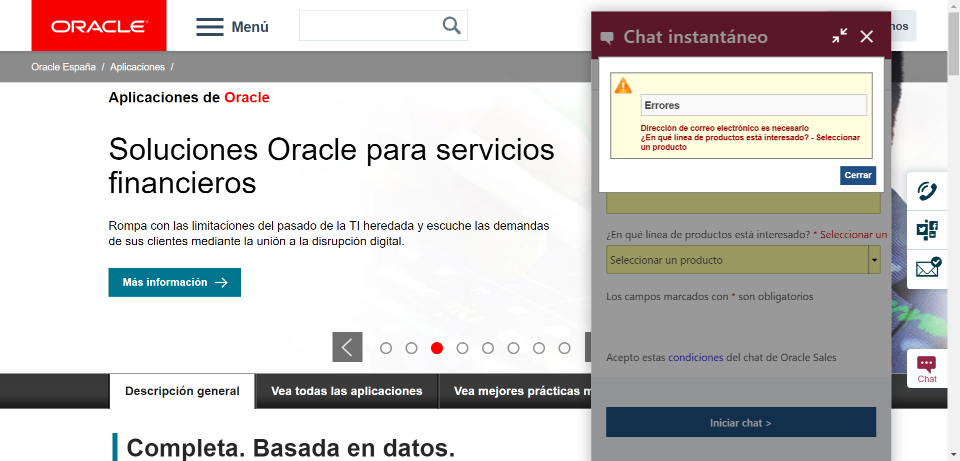 ORACLE
Menú
nos
Chat instantáneo
Oracle España / Aplicaciones /
Aplicaciones de Oracle
Soluciones Oracle para servicios
financieros
Rompa con las limitaciones del pasado de la TI heredada y escuche las demandas
de sus clientes mediante la unión a la disrupción digital.
Más información
Descripción general
Vea todas las aplicaciones
Vea mejores prácticas m
Completa. Basada en datos.
Errores
Dirección de correo electrónico es necesario
¿En qué línea de productos está interesado? - Seleccionar
un producto
Cerrar
¿En qué línea de productos está interesado? * Seleccionar un
Seleccionar un producto
Los campos marcados con * son obligatorios
Acepto estas condiciones del chat de Oracle Sales
Iniciar chat >
Chat